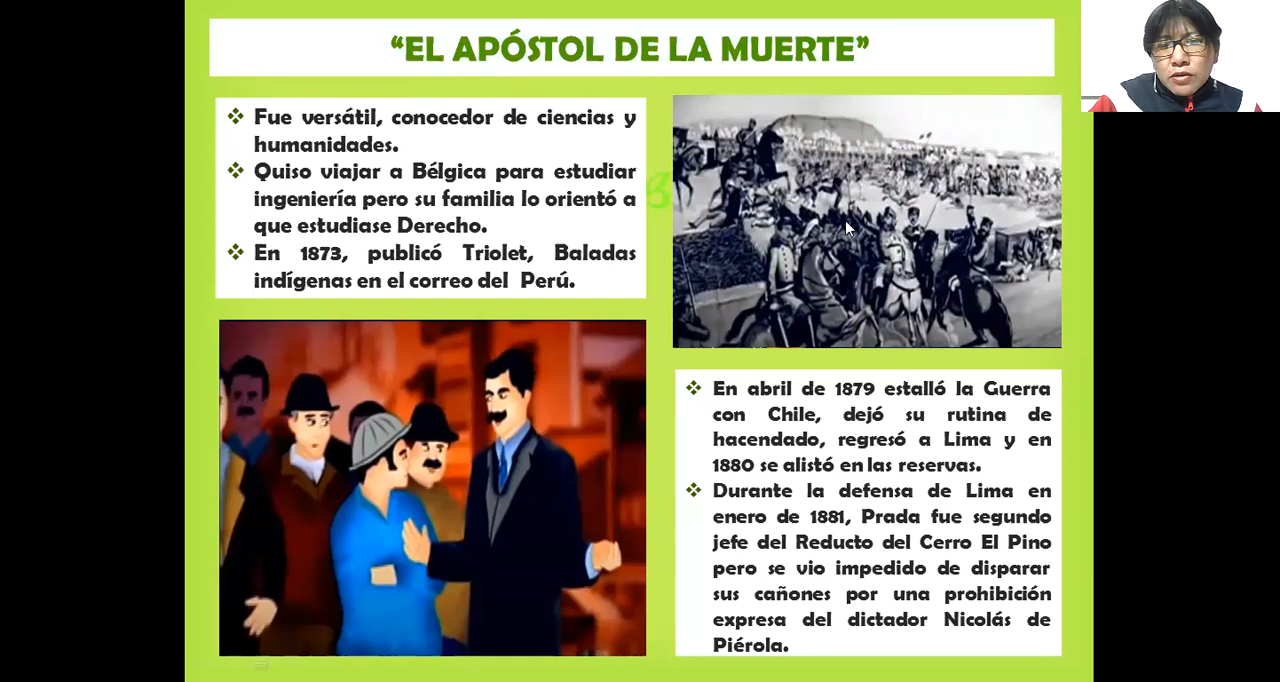 “EL APÓSTOL DE LA MUERTE”
❖ Fue versátil, conocedor de ciencias y
humanidades.
❖ Quiso viajar a Bélgica para estudiar
ingeniería pero su familia lo orientó a
que estudiase Derecho.
❖ En 1873, publicó Triolet, Baladas
indígenas en el correo del Perú.
❖ En abril de 1879 estalló la Guerra
con Chile, dejó su rutina de
hacendado, regresó a Lima y en
1880 se alistó en las reservas.
❖ Durante la defensa de Lima en
enero de 1881, Prada fue segundo
jefe del Reducto del Cerro El Pino
pero se vio impedido de disparar
sus cañones por una prohibición
expresa del dictador Nicolás de
Piérola.